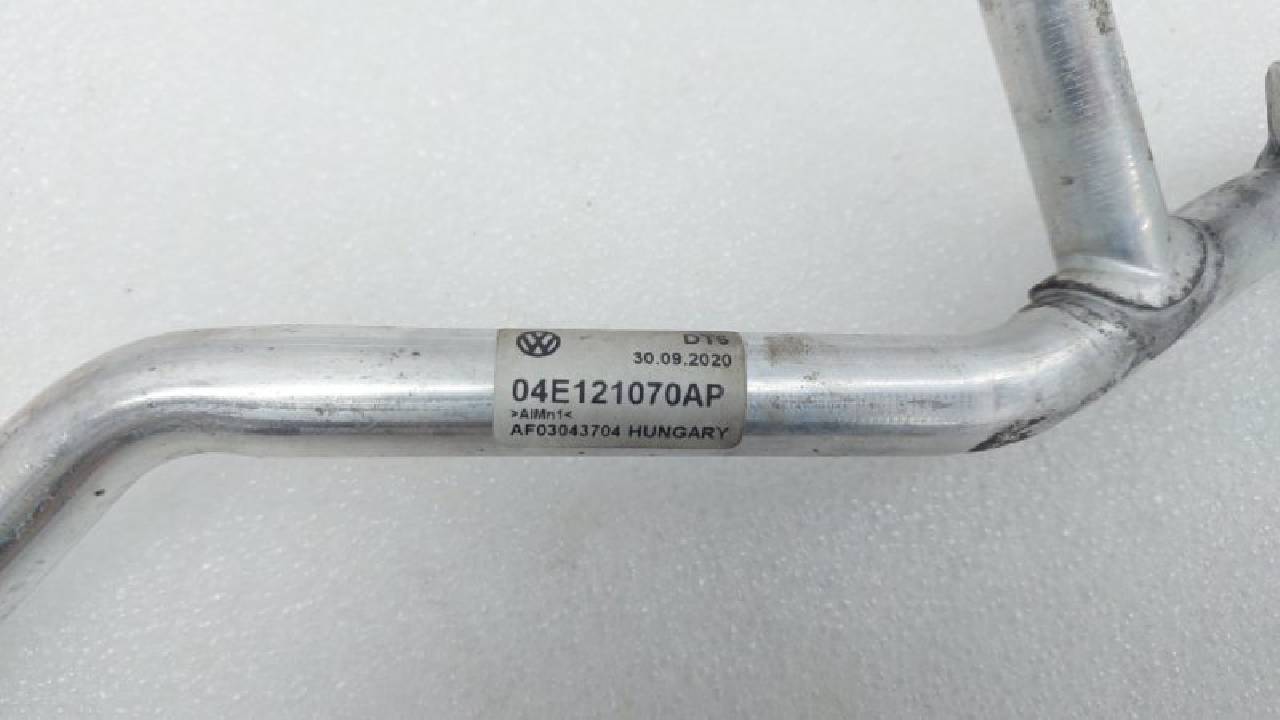 DT6
30.09.2020
04E121070AP
>AlMn1<
AF03043704 HUNGARY